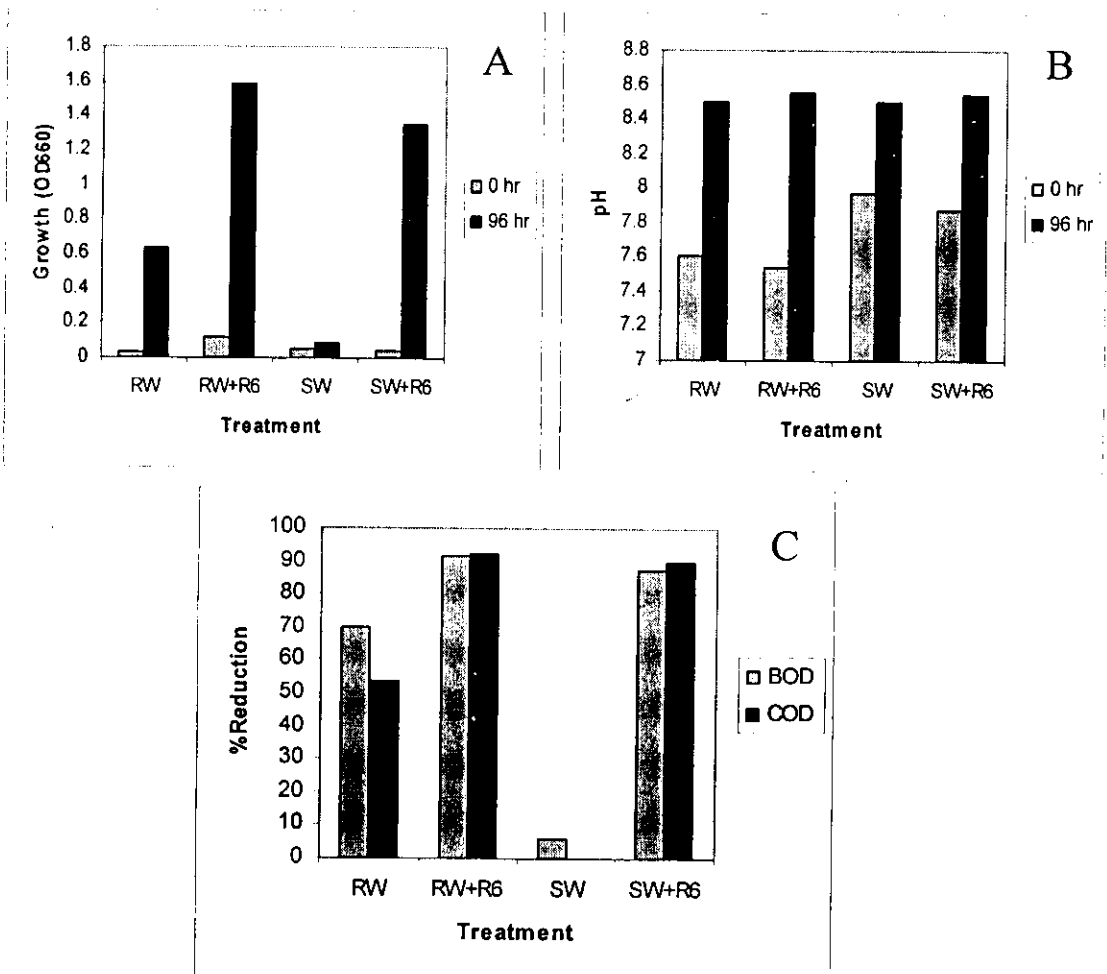 A
1.8
1.6
1.4
1.2
1
0.8
0.6
0.4
0.2
0
Growth (OD660)
RW RW+R6 SW SW+R6
Treatment
0 hr
96 hr
B
8.8
8.6
8.4
8.2
8
7.8
7.6
7.4
7.2
7
pH
RW RW+R6 SW SW+R6
Treatment
0 hr
96 hr
C
100
90
80
70
60
50
40
30
20
10
0
%Reduction
RW RW+R6 SW SW+R6
Treatment
BOD
COD